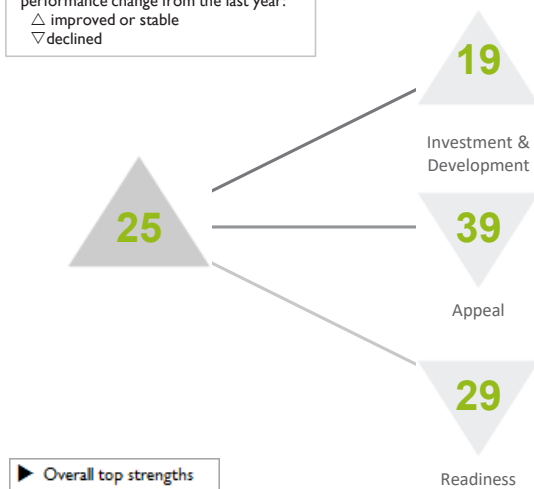 performance change from the last year:
△ improved or stable
▽ declined
19
Investment &
Development
25
39
Appeal
29
Readiness
▶ Overall top strengths